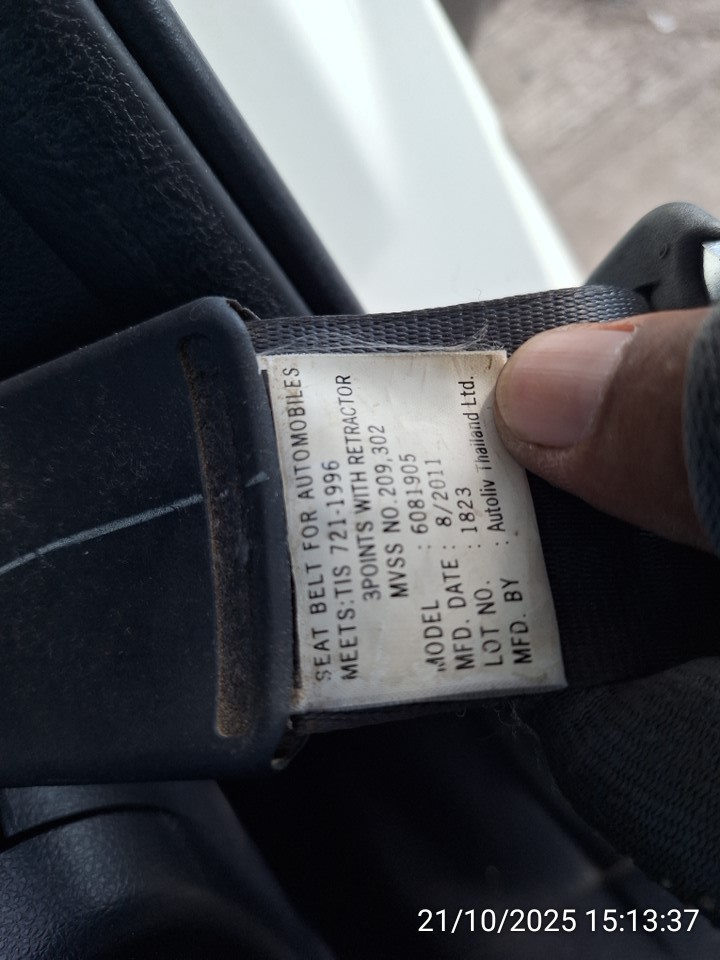 SEAT BELT FOR AUTOMOBILES
MEETS:TIS 721-1996
3POINTS WITH RETRACTOR
MVSS NO.209,302
MODEL : 6081905
MFD. DATE : 8/2011
LOT NO. : 1823
MFD. BY : Autoliv Thailand Ltd.
21/10/2025 15:13:37